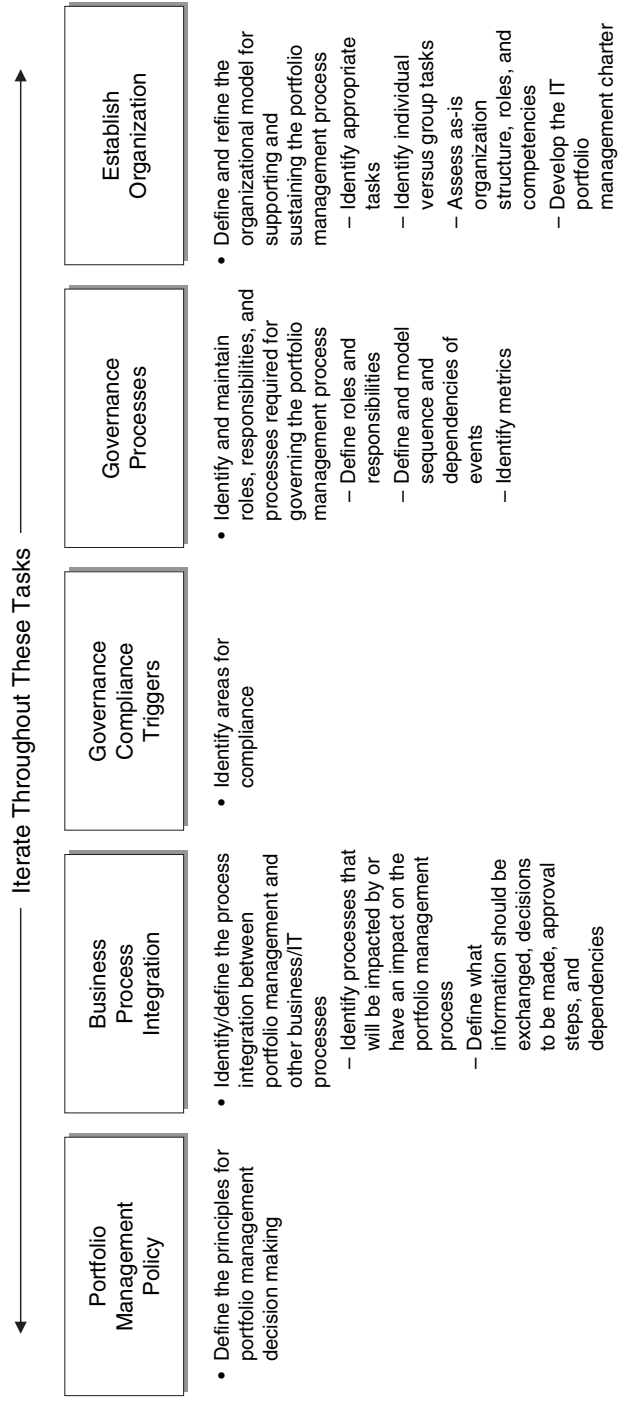 Iterate Throughout These Tasks
Portfolio
Management
Policy
• Define the principles for
portfolio management
decision making
Business
Process
Integration
• Identify/define the process
integration between
portfolio management and
other business/IT
processes
– Identify processes that
will be impacted by or
have an impact on the
portfolio management
process
– Define what
information should be
exchanged, decisions
to be made, approval
steps, and
dependencies
Governance
Compliance
Triggers
• Identify areas for
compliance
Governance
Processes
• Identify and maintain
roles, responsibilities, and
processes required for
governing the portfolio
management process
– Define roles and
responsibilities
– Define and model
sequence and
dependencies of
events
– Identify metrics
Establish
Organization
• Define and refine the
organizational model for
supporting and
sustaining the portfolio
management process
– Identify appropriate
tasks
– Identify individual
versus group tasks
– Assess as-is
organization
structure, roles, and
competencies
– Develop the IT
portfolio
management charter